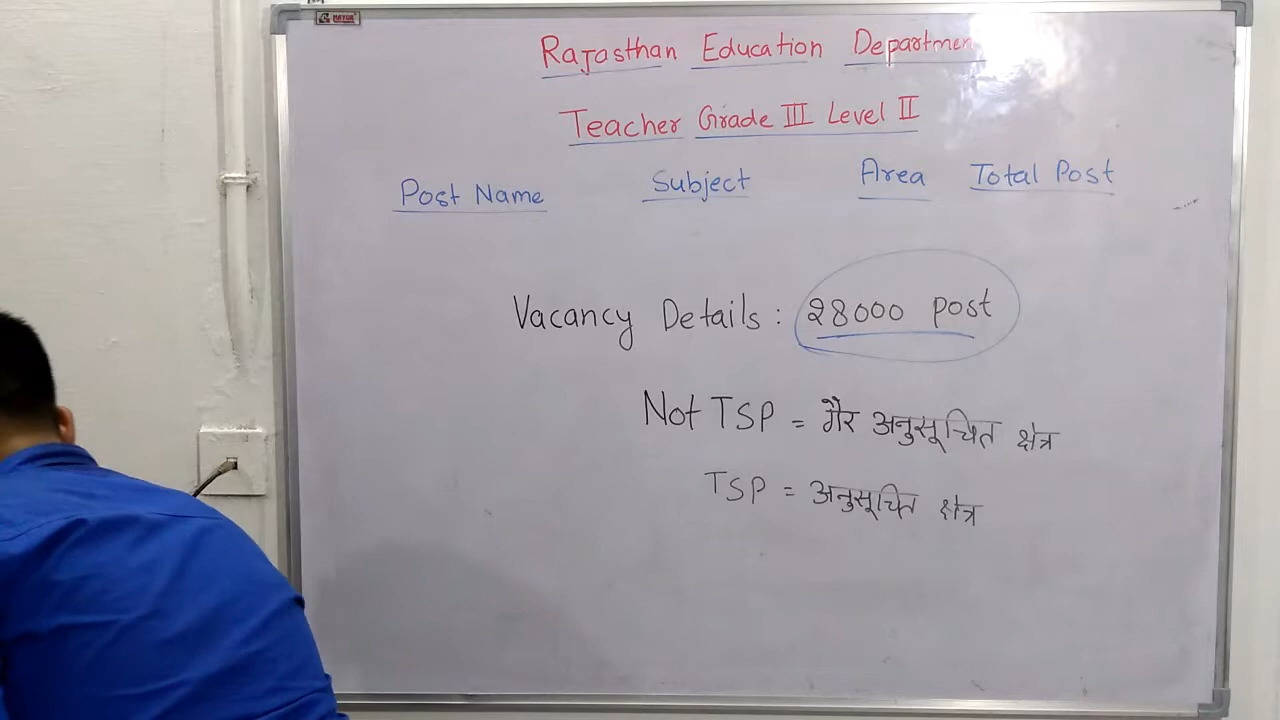 MAYUR
Rajasthan Education Departmen
Teacher Grade III Level II
Post Name Subject Area Total Post
Vacancy Details : 28000 post
Not TSP = गैर अनुसूचित क्षेत्र
TSP = अनुसूचित क्षेत्र